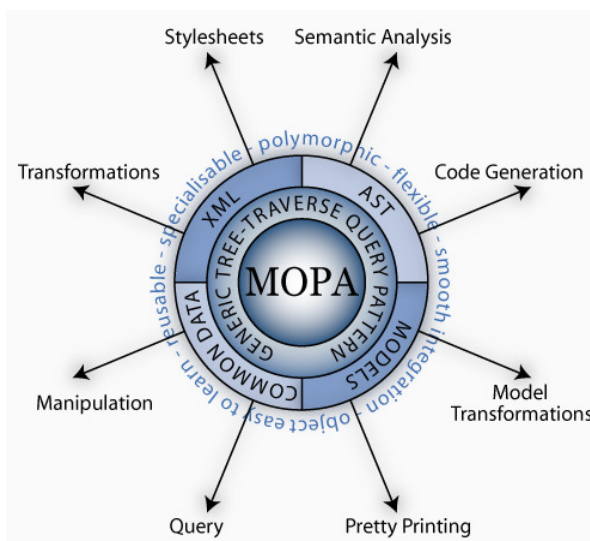 Stylesheets
Semantic Analysis
Transformations
Code Generation
reusable - specialisable - polymorphic - flexible - smooth integration - object easy to learn -
XML
AST
GENERIC TREE-TRAVERSE QUERY PATTERN
MOPA
COMMON DATA
MODELS
Manipulation
Model
Transformations
Query
Pretty Printing